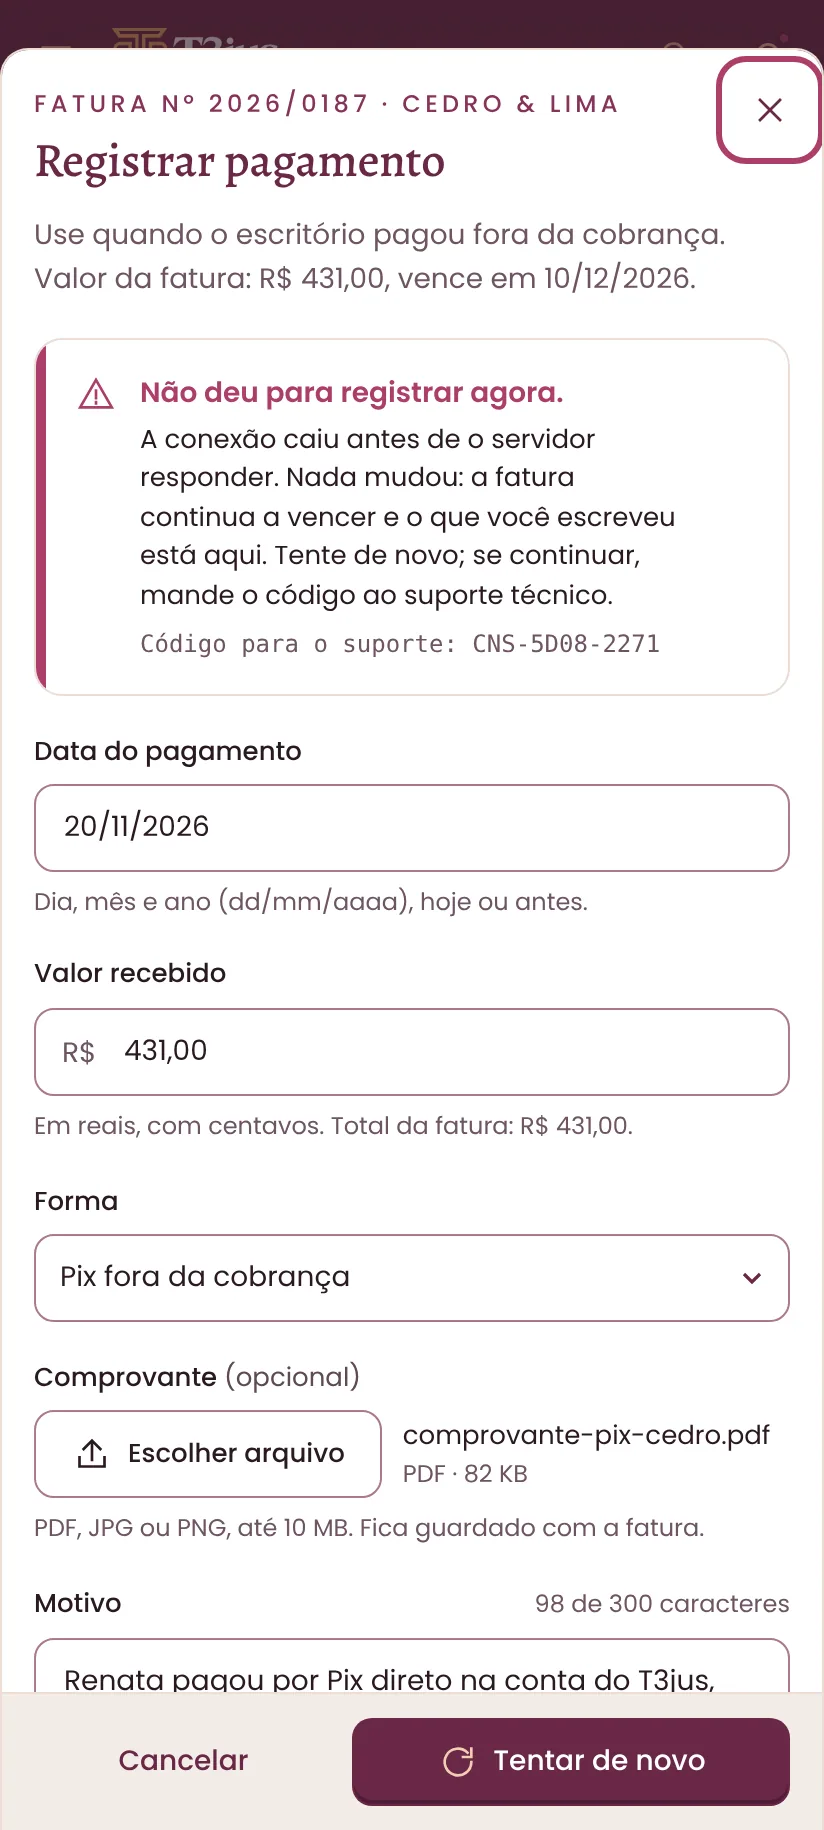 FATURA Nº 2026/0187 · CEDRO & LIMA
Registrar pagamento
Use quando o escritório pagou fora da cobrança.
Valor da fatura: R$ 431,00, vence em 10/12/2026.
Não deu para registrar agora.
A conexão caiu antes de o servidor
responder. Nada mudou: a fatura
continua a vencer e o que você escreveu
está aqui. Tente de novo; se continuar,
mande o código ao suporte técnico.
Código para o suporte: CNS-5D08-2271
Data do pagamento
20/11/2026
Dia, mês e ano (dd/mm/aaaa), hoje ou antes.
Valor recebido
R$ 431,00
Em reais, com centavos. Total da fatura: R$ 431,00.
Forma
Pix fora da cobrança
Comprovante (opcional)
Escolher arquivo
comprovante-pix-cedro.pdf
PDF · 82 KB
PDF, JPG ou PNG, até 10 MB. Fica guardado com a fatura.
Motivo
98 de 300 caracteres
Renata pagou por Pix direto na conta do T3jus,
Cancelar
Tentar de novo